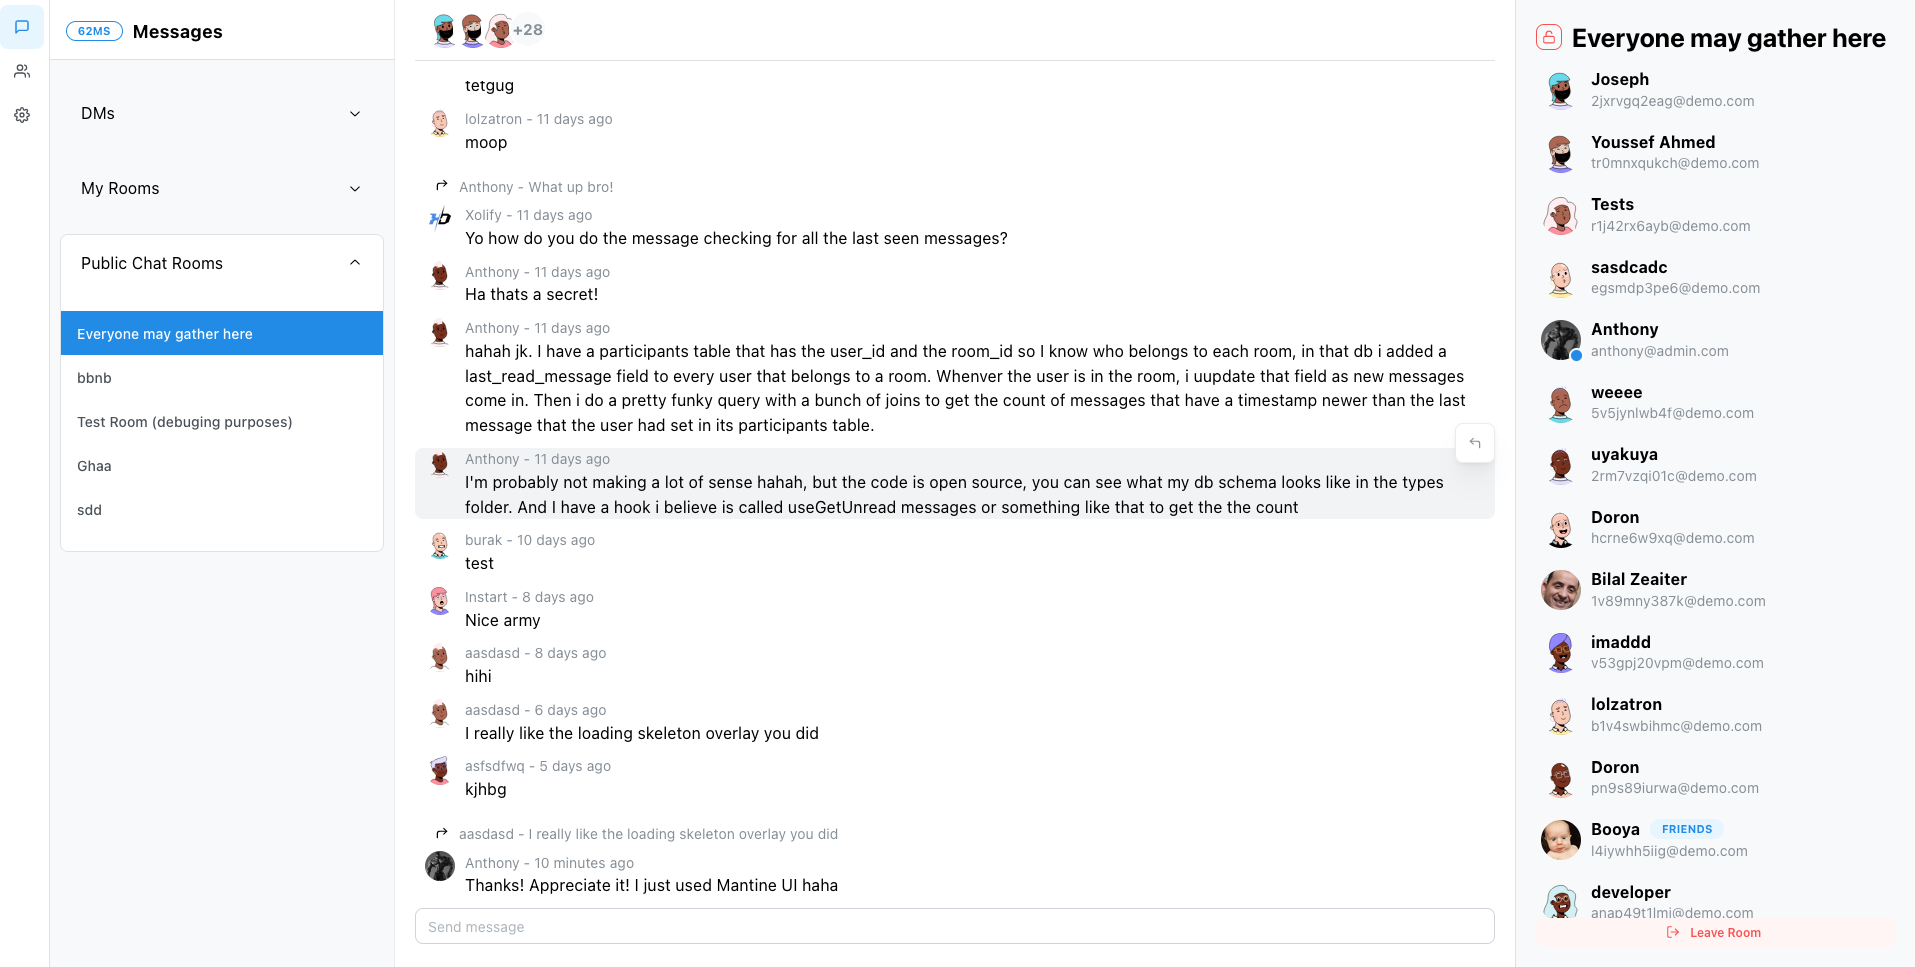 62MS
Messages
DMs
My Rooms
Public Chat Rooms
Everyone may gather here
bbnb
Test Room (debuging purposes)
Ghaa
sdd
+28
tetgug
lolzatron - 11 days ago
moop
Anthony - What up bro!
Xolify - 11 days ago
Yo how do you do the message checking for all the last seen messages?
Anthony - 11 days ago
Ha thats a secret!
Anthony - 11 days ago
hahah jk. I have a participants table that has the user_id and the room_id so I know who belongs to each room, in that db i added a
last_read_message field to every user that belongs to a room. Whenver the user is in the room, i uupdate that field as new messages
come in. Then i do a pretty funky query with a bunch of joins to get the count of messages that have a timestamp newer than the last
message that the user had set in its participants table.
Anthony - 11 days ago
I'm probably not making a lot of sense hahah, but the code is open source, you can see what my db schema looks like in the types
folder. And I have a hook i believe is called useGetUnread messages or something like that to get the the count
burak - 10 days ago
test
Instart - 8 days ago
Nice army
aasdasd - 8 days ago
hihi
aasdasd - 6 days ago
I really like the loading skeleton overlay you did
asfsdfwq - 5 days ago
kjhbg
aasdasd - I really like the loading skeleton overlay you did
Anthony - 10 minutes ago
Thanks! Appreciate it! I just used Mantine UI haha
Send message
Everyone may gather here
Joseph
2jxrvgq2eag@demo.com
Youssef Ahmed
tr0mnxqukch@demo.com
Tests
r1j42rx6ayb@demo.com
sasdcadc
egsmdp3pe6@demo.com
Anthony
anthony@admin.com
weeee
5v5jynlwb4f@demo.com
uyakuya
2rm7vzqi01c@demo.com
Doron
hcrne6w9xq@demo.com
Bilal Zeaiter
1v89mny387k@demo.com
imaddd
v53gpj20vpm@demo.com
lolzatron
b1v4swbihmc@demo.com
Doron
pn9s89iurwa@demo.com
Booya
FRIENDS
l4iywhh5iig@demo.com
developer
anap49t1lmi@demo.com
Leave Room